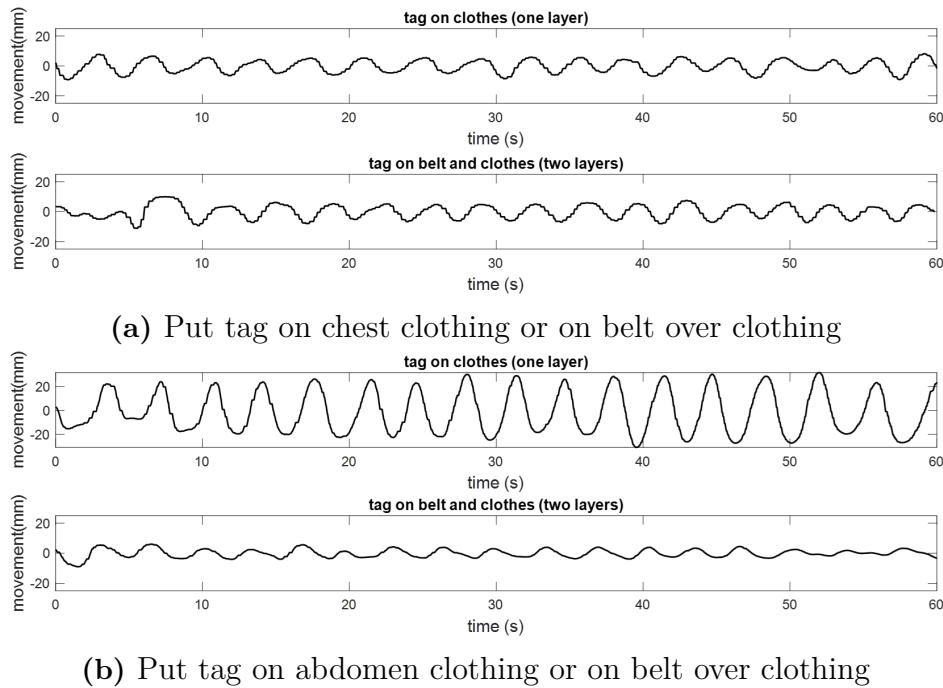 tag on clothes (one layer)
movement(mm)
20
0
-20
0 10 20 30 40 50 60
time (s)
tag on belt and clothes (two layers)
movement(mm)
20
0
-20
0 10 20 30 40 50 60
time (s)
(a) Put tag on chest clothing or on belt over clothing
tag on clothes (one layer)
movement(mm)
20
0
-20
0 10 20 30 40 50 60
time (s)
tag on belt and clothes (two layers)
movement(mm)
20
0
-20
0 10 20 30 40 50 60
time (s)
(b) Put tag on abdomen clothing or on belt over clothing